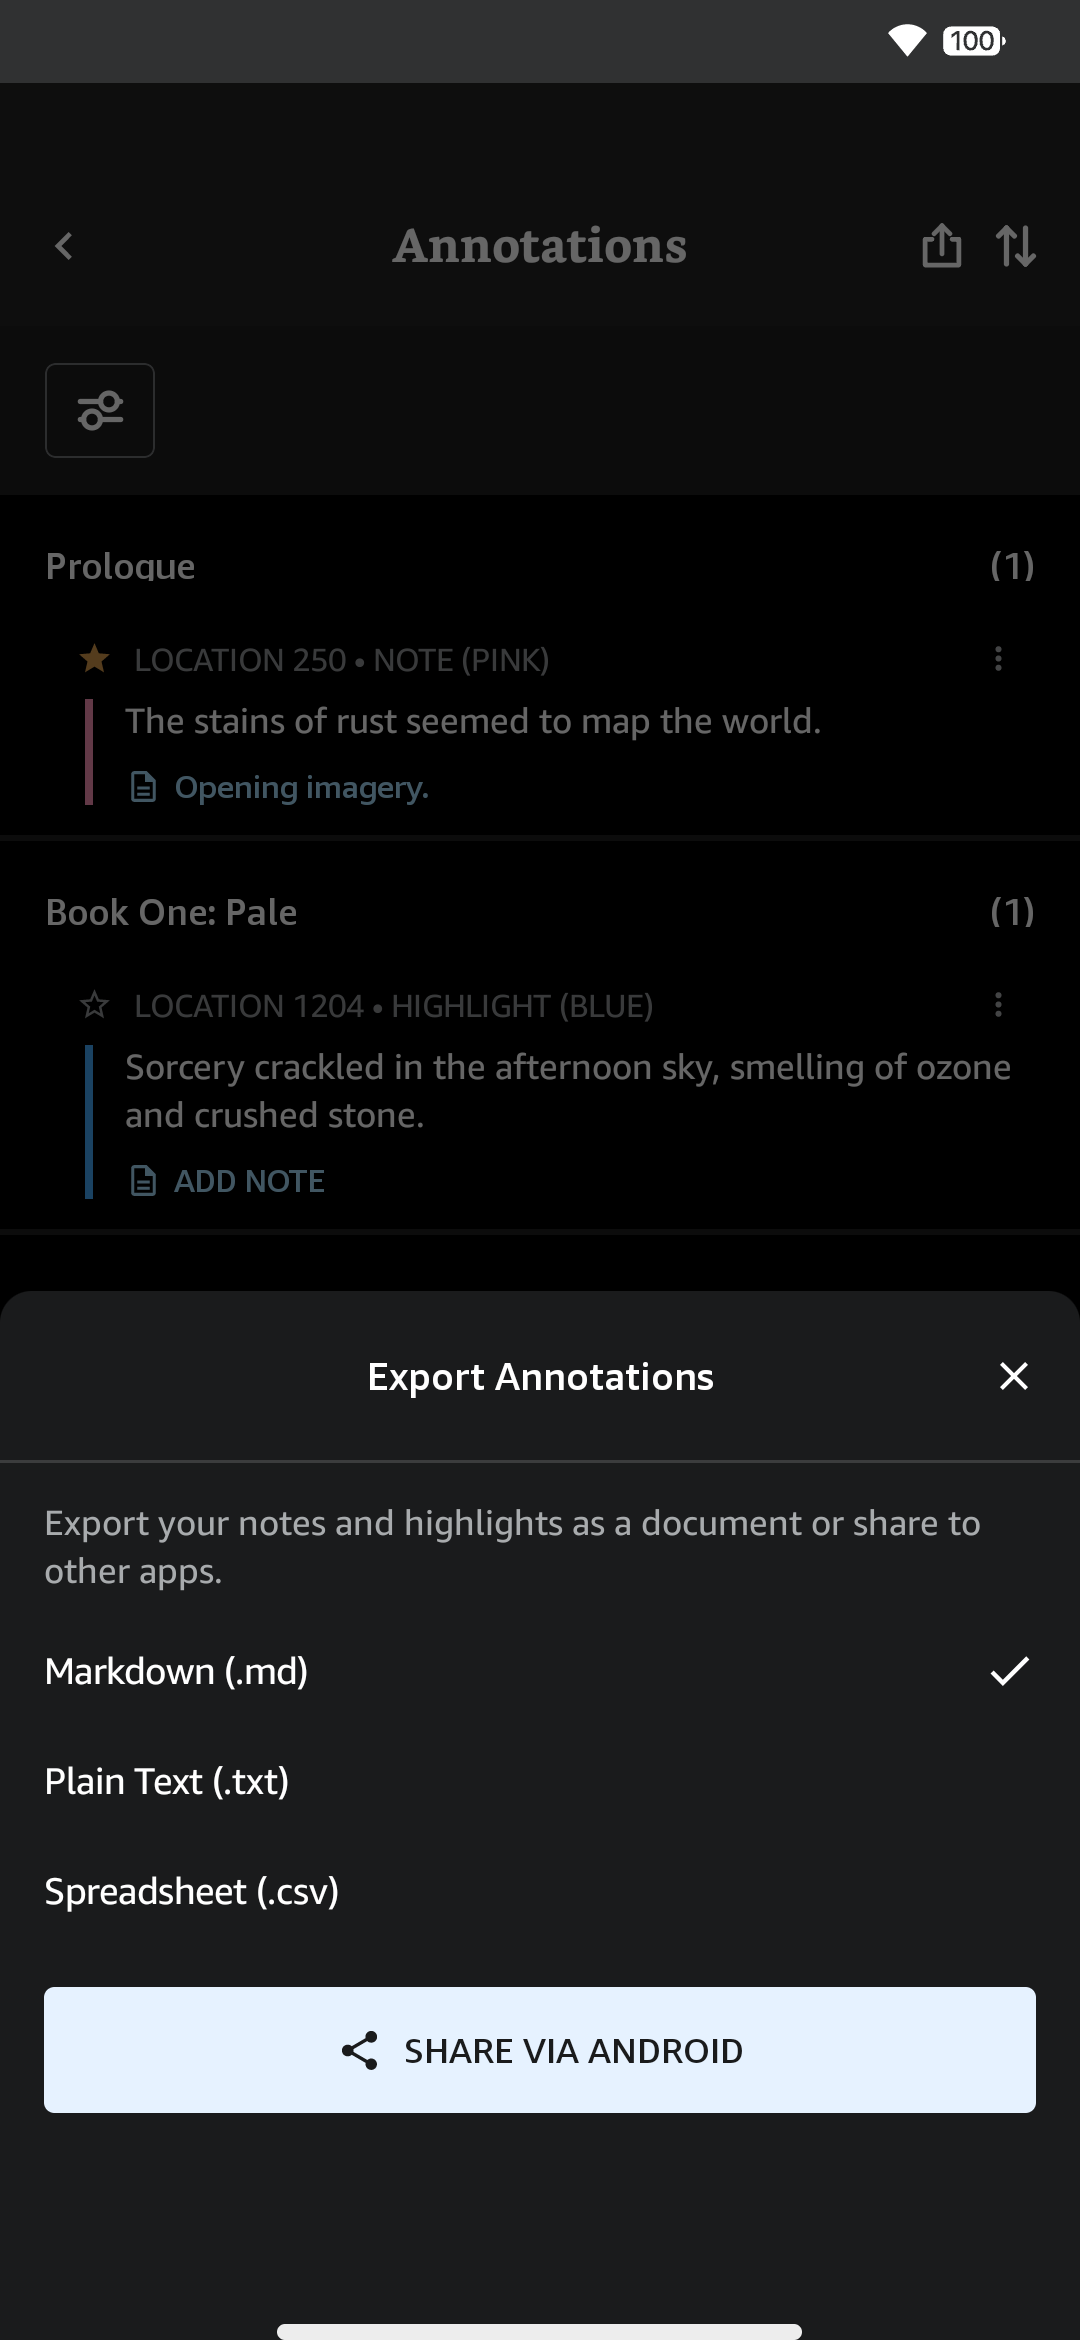 100
Annotations
Prologue
(1)
LOCATION 250 • NOTE (PINK)
The stains of rust seemed to map the world.
Opening imagery.
Book One: Pale
(1)
LOCATION 1204 • HIGHLIGHT (BLUE)
Sorcery crackled in the afternoon sky, smelling of ozone
and crushed stone.
ADD NOTE
Export Annotations
Export your notes and highlights as a document or share to
other apps.
Markdown (.md)
Plain Text (.txt)
Spreadsheet (.csv)
SHARE VIA ANDROID